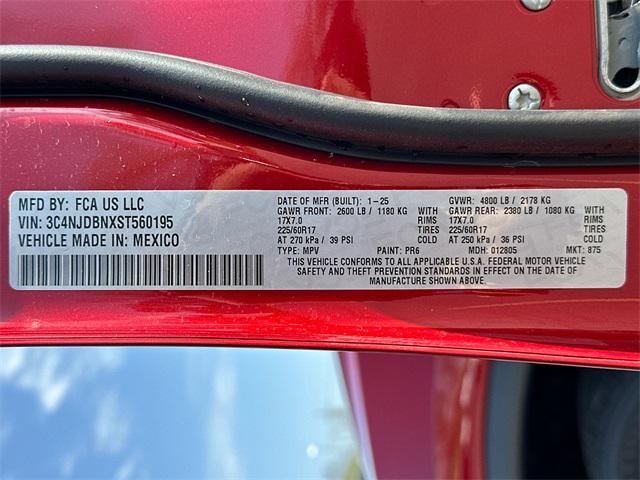 MFD BY: FCA US LLC
VIN: 3C4NJDBNXST560195
VEHICLE MADE IN: MEXICO
DATE OF MFR (BUILT): 1-25 GVWR: 4800 LB / 2178 KG
GAWR FRONT: 2600 LB / 1180 KG WITH GAWR REAR: 2380 LB / 1080 KG WITH
17X7.0 RIMS 17X7.0 RIMS
225/60R17 TIRES 225/60R17 TIRES
AT 270 kPa / 39 PSI COLD AT 250 kPa / 36 PSI COLD
TYPE: MPV PAINT: PR6 MDH: 012805 MKT: 875
THIS VEHICLE CONFORMS TO ALL APPLICABLE U.S.A. FEDERAL MOTOR VEHICLE
SAFETY AND THEFT PREVENTION STANDARDS IN EFFECT ON THE DATE OF
MANUFACTURE SHOWN ABOVE.